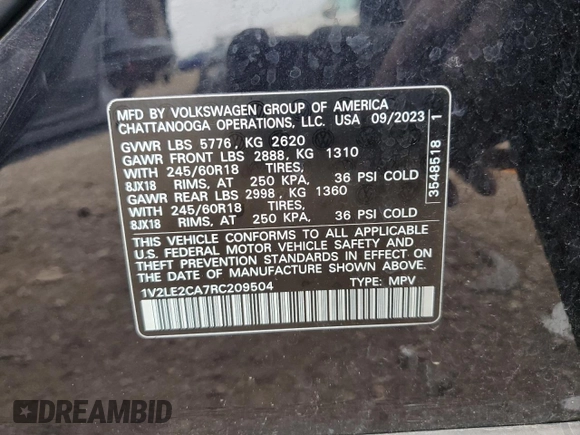 MFD BY VOLKSWAGEN GROUP OF AMERICA
CHATTANOOGA OPERATIONS, LLC. USA 09/2023
GVWR LBS 5776 , KG 2620
GAWR FRONT LBS 2888, KG 1310
WITH 245/60R18 TIRES,
8JX18 RIMS, AT 250 KPA, 36 PSI COLD
GAWR REAR LBS 2998, KG 1360
WITH 245/60R18 TIRES,
8JX18 RIMS, AT 250 KPA, 36 PSI COLD
THIS VEHICLE CONFORMS TO ALL APPLICABLE
U.S. FEDERAL MOTOR VEHICLE SAFETY AND
THEFT PREVENTION STANDARDS IN EFFECT ON
THE DATE OF MANUFACTURE SHOWN ABOVE.
1V2LE2CA7RC209504 TYPE: MPV
3548518 1
DREAMBID